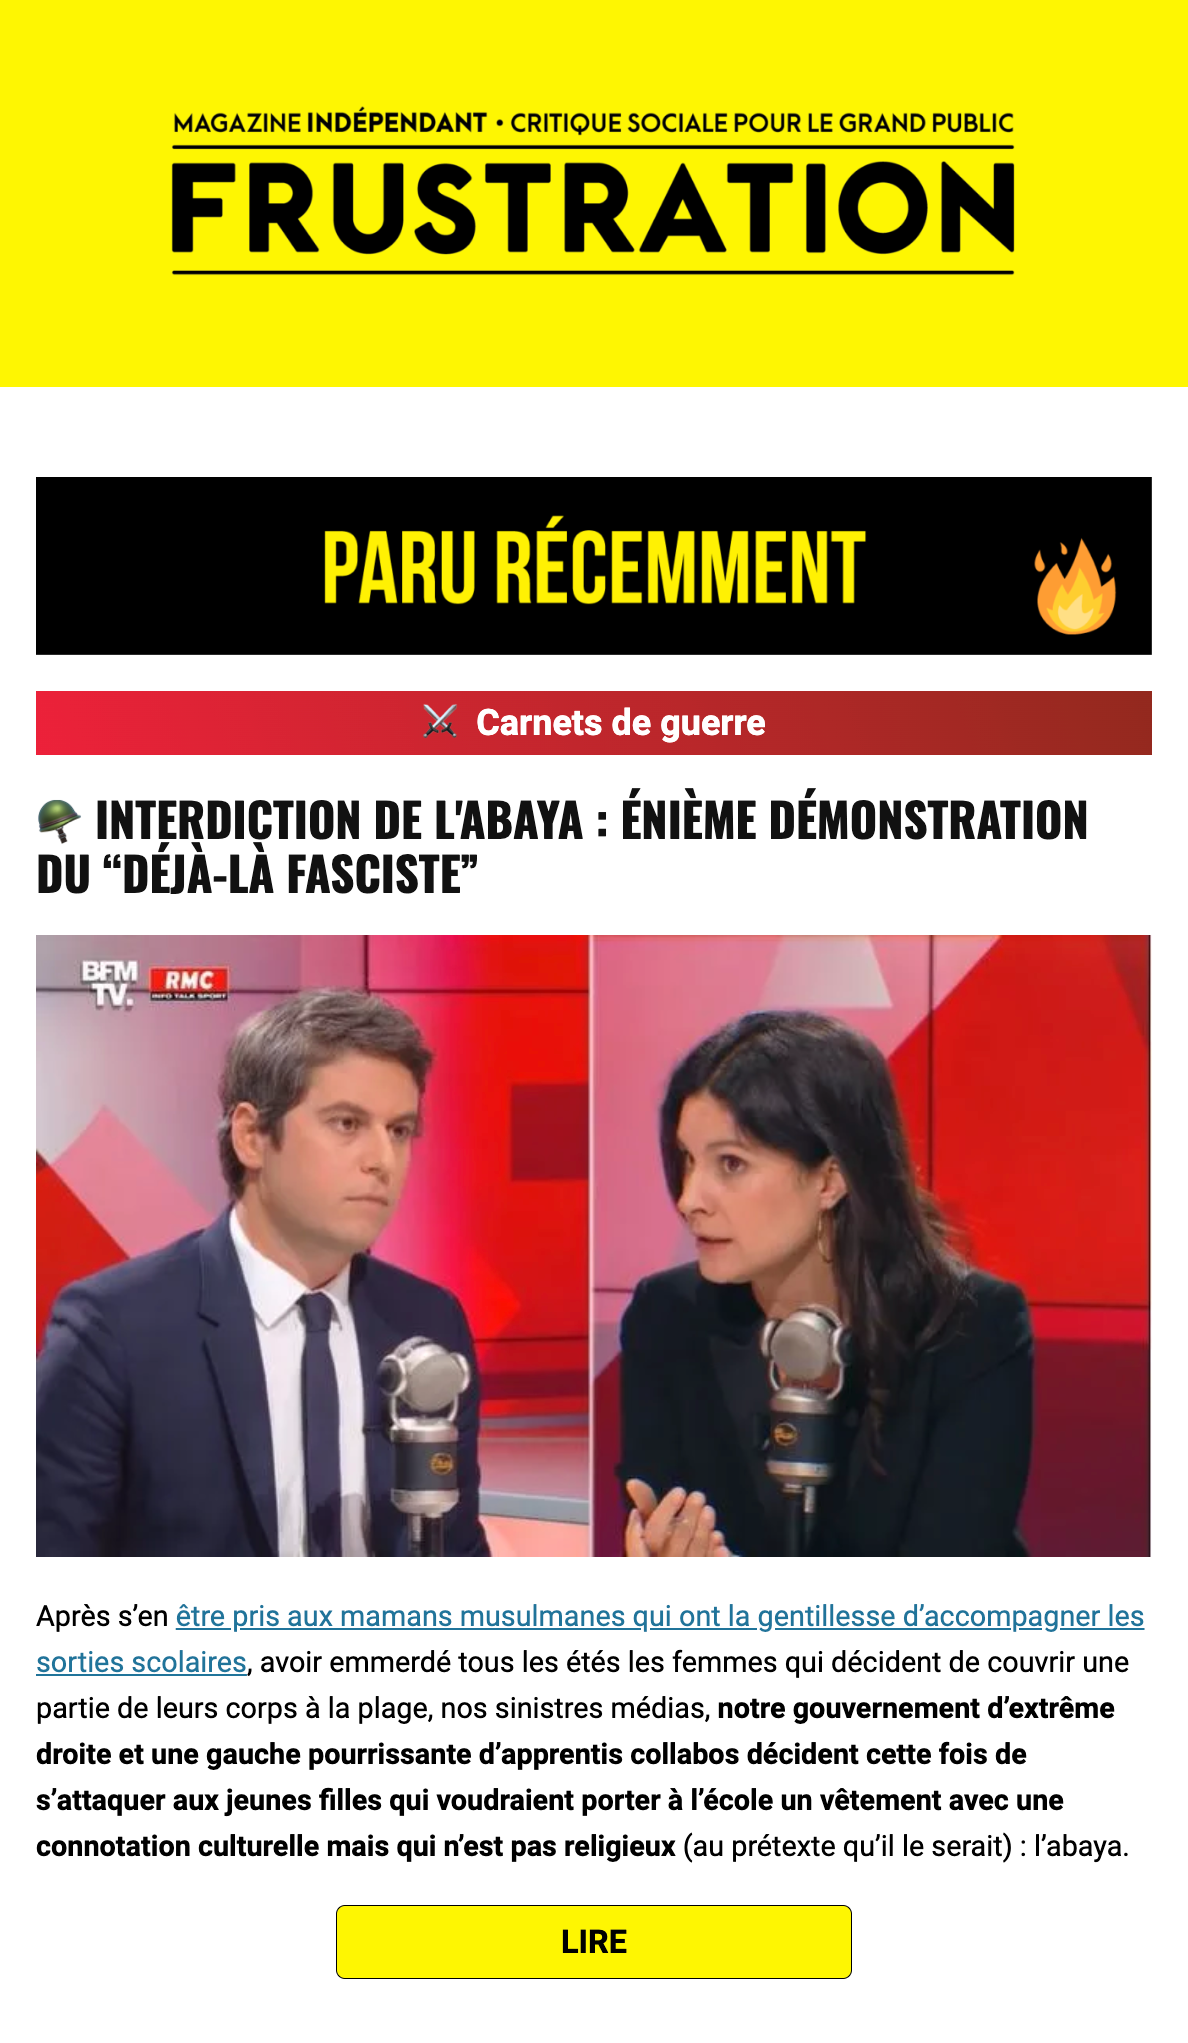 MAGAZINE INDÉPENDANT • CRITIQUE SOCIALE POUR LE GRAND PUBLIC
FRUSTRATION
PARU RÉCEMMENT
Carnets de guerre
INTERDICTION DE L'ABAYA : ÉNIÈME DÉMONSTRATION
DU “DÉJÀ-LÀ FASCISTE”
BFM
TV.
RMC
INFO TALK SPORT
Après s’en être pris aux mamans musulmanes qui ont la gentillesse d’accompagner les
sorties scolaires, avoir emmerdé tous les étés les femmes qui décident de couvrir une
partie de leurs corps à la plage, nos sinistres médias, notre gouvernement d’extrême
droite et une gauche pourrissante d’apprentis collabos décident cette fois de
s’attaquer aux jeunes filles qui voudraient porter à l’école un vêtement avec une
connotation culturelle mais qui n’est pas religieux (au prétexte qu’il le serait) : l’abaya.
LIRE